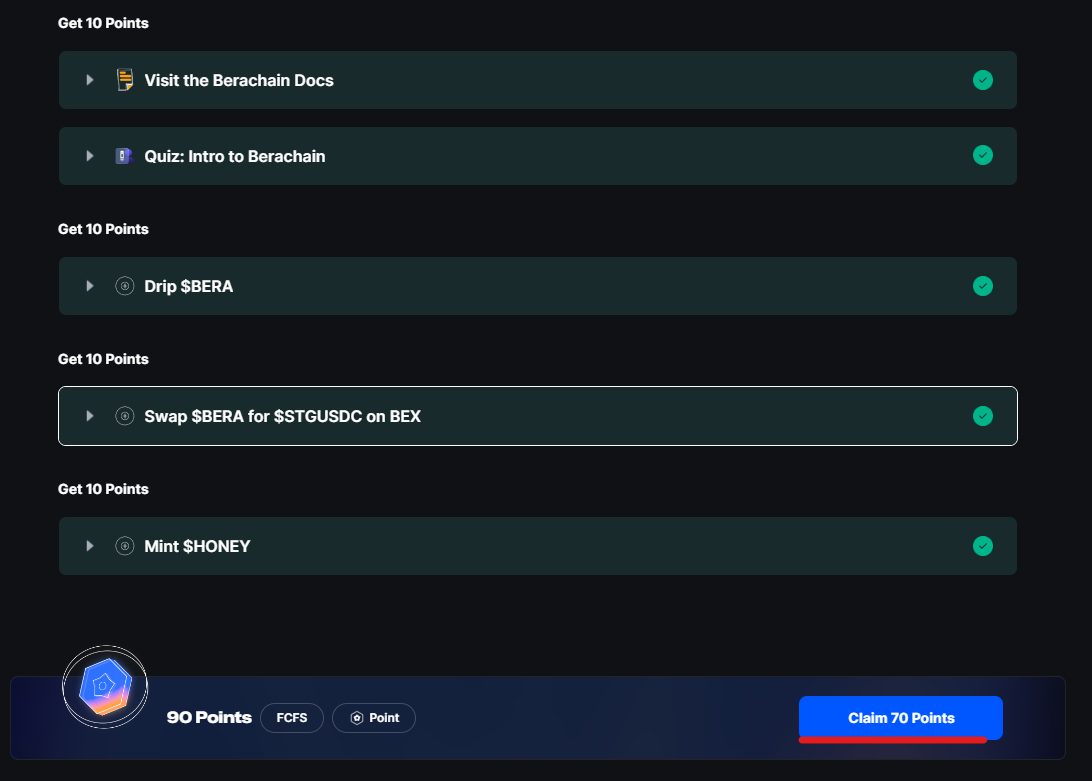 Get 10 Points
Visit the Berachain Docs
Quiz: Intro to Berachain
Get 10 Points
Drip $BERA
Get 10 Points
Swap $BERA for $STGUSDC on BEX
Get 10 Points
Mint $HONEY
90 Points FCFS Point Claim 70 Points